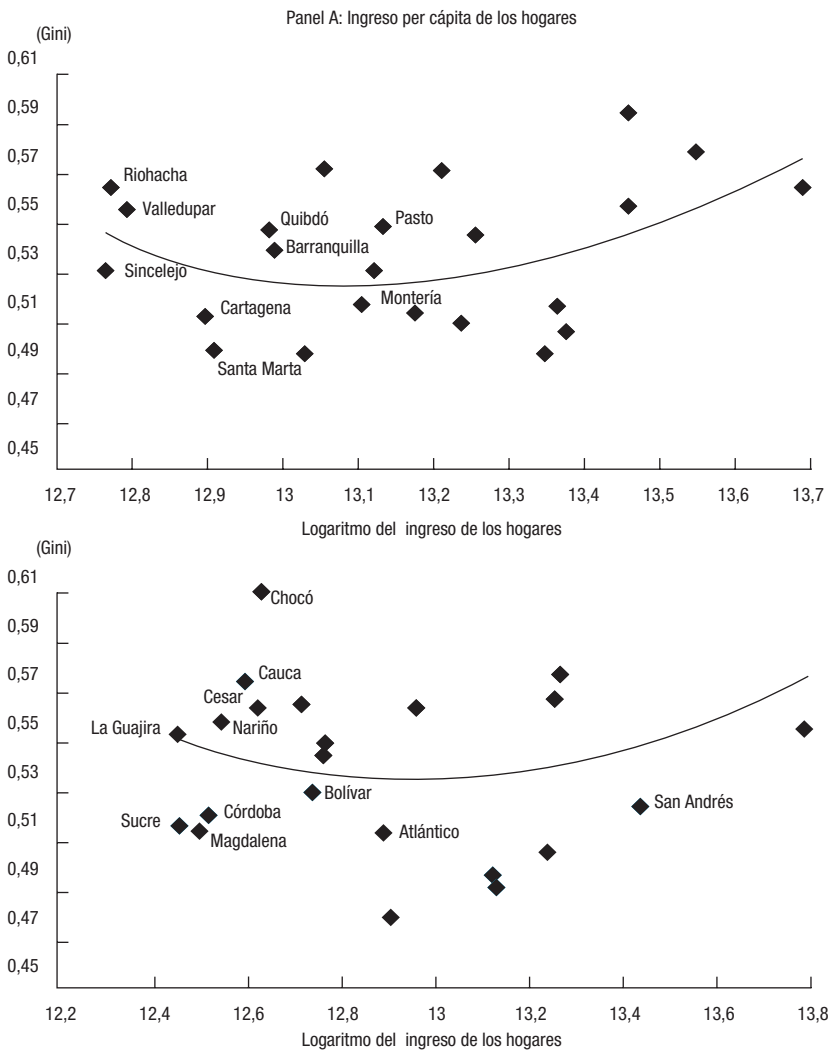 Panel A: Ingreso per cápita de los hogares
(Gini)
0,61
0,59
0,57
0,55
0,53
0,51
0,49
0,47
0,45
Riohacha
Valledupar
Quibdó
Pasto
Barranquilla
Sincelejo
Montería
Cartagena
Santa Marta
12,7 12,8 12,9 13 13,1 13,2 13,3 13,4 13,5 13,6 13,7
Logaritmo del ingreso de los hogares
(Gini)
0,61
0,59
0,57
0,55
0,53
0,51
0,49
0,47
0,45
Chocó
Cauca
Cesar
La Guajira
Nariño
Bolívar
San Andrés
Sucre
Córdoba
Atlántico
Magdalena
12,2 12,4 12,6 12,8 13 13,2 13,4 13,6 13,8
Logaritmo del ingreso de los hogares